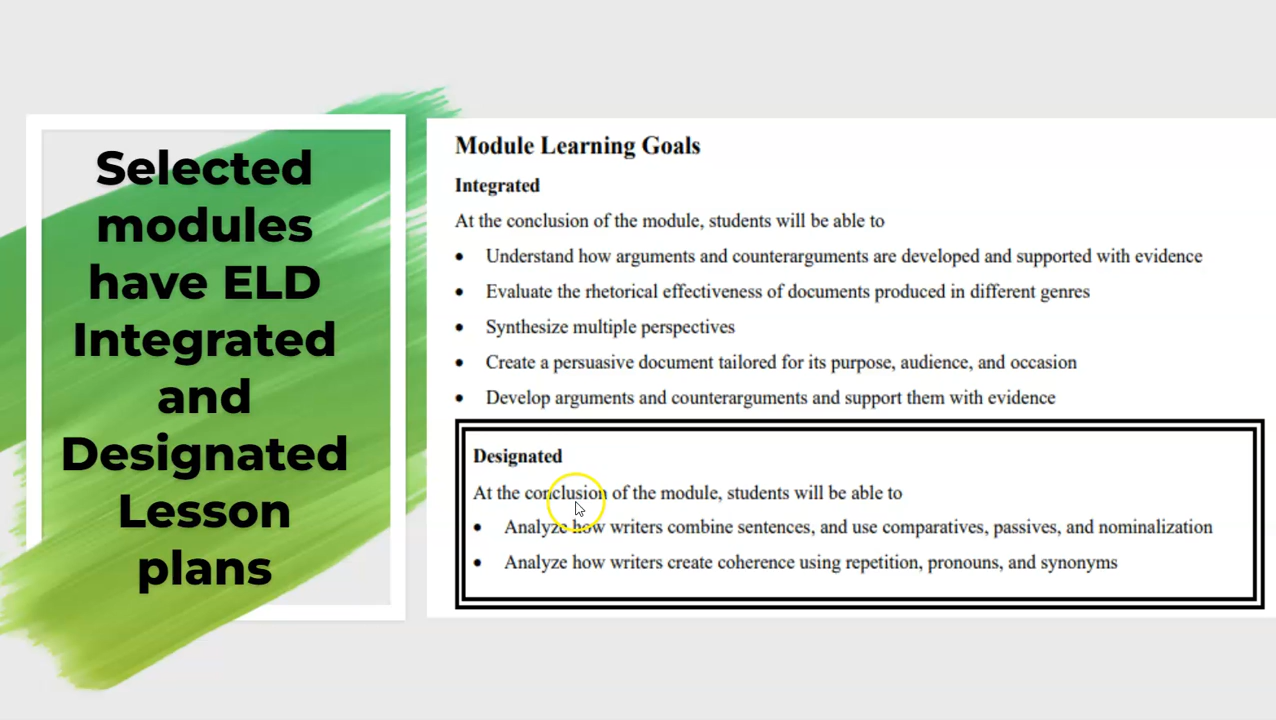 Selected
modules
have ELD
Integrated
and
Designated
Lesson
plans
Module Learning Goals
Integrated
At the conclusion of the module, students will be able to
• Understand how arguments and counterarguments are developed and supported with evidence
• Evaluate the rhetorical effectiveness of documents produced in different genres
• Synthesize multiple perspectives
• Create a persuasive document tailored for its purpose, audience, and occasion
• Develop arguments and counterarguments and support them with evidence
Designated
At the conclusion of the module, students will be able to
• Analyze how writers combine sentences, and use comparatives, passives, and nominalization
• Analyze how writers create coherence using repetition, pronouns, and synonyms